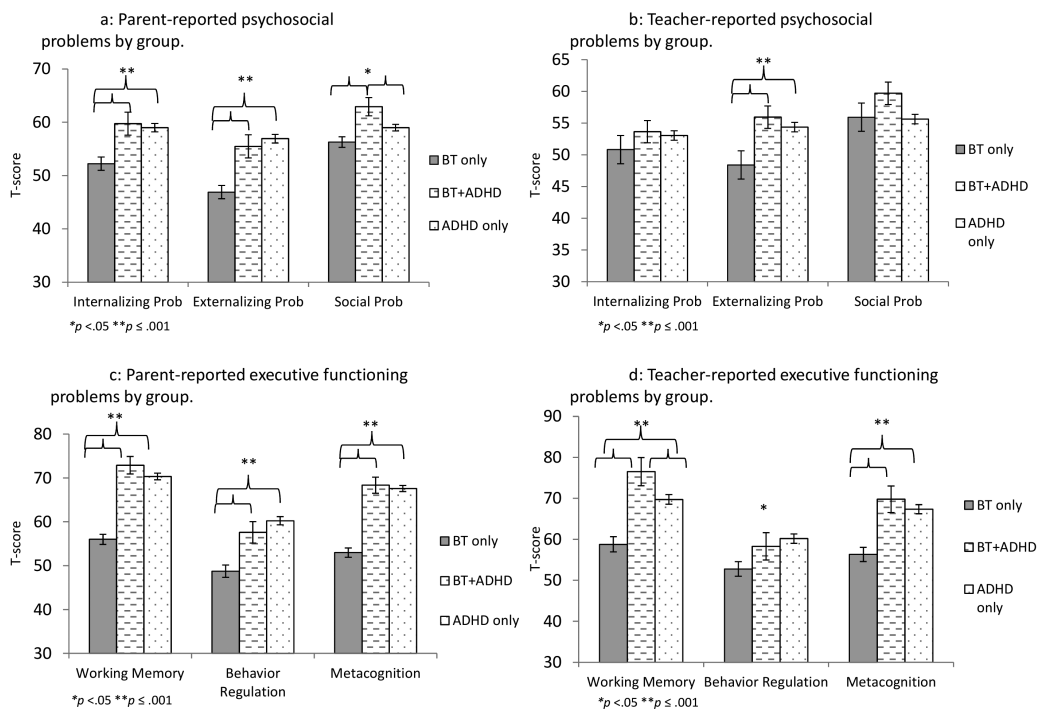 a: Parent-reported psychosocial
problems by group.
70
60
50
40
30
T-score
**
**
*
BT only
BT+ADHD
ADHD only
Internalizing Prob
Externalizing Prob
Social Prob
*p <.05 **p ≤ .001
b: Teacher-reported psychosocial
problems by group.
65
60
55
50
45
40
35
30
T-score
**
BT only
BT+ADHD
ADHD
only
Internalizing Prob
Externalizing Prob
Social Prob
*p <.05 **p ≤ .001
c: Parent-reported executive functioning
problems by group.
80
70
60
50
40
30
T-score
**
**
**
BT only
BT+ADHD
ADHD only
Working Memory
Behavior
Regulation
Metacognition
*p <.05 **p ≤ .001
d: Teacher-reported executive functioning
problems by group.
90
80
70
60
50
40
30
T-score
**
*
**
BT only
BT+ADHD
ADHD
only
Working Memory
Behavior Regulation
Metacognition
*p <.05 **p ≤ .001